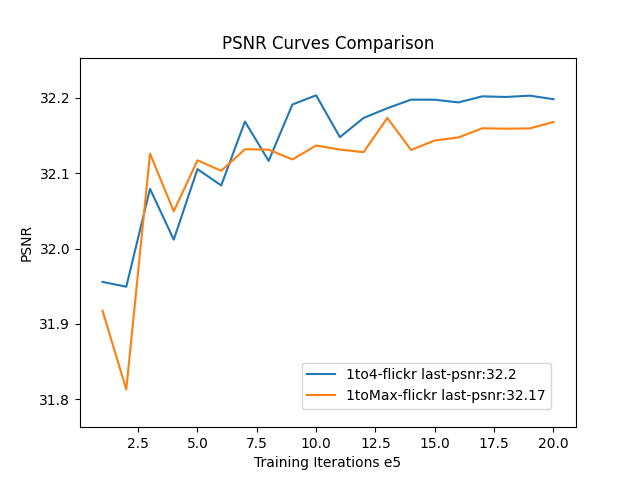 PSNR Curves Comparison
PSNR
32.2
32.1
32.0
31.9
31.8
1to4-flickr last-psnr:32.2
1toMax-flickr last-psnr:32.17
2.5 5.0 7.5 10.0 12.5 15.0 17.5 20.0
Training Iterations e5